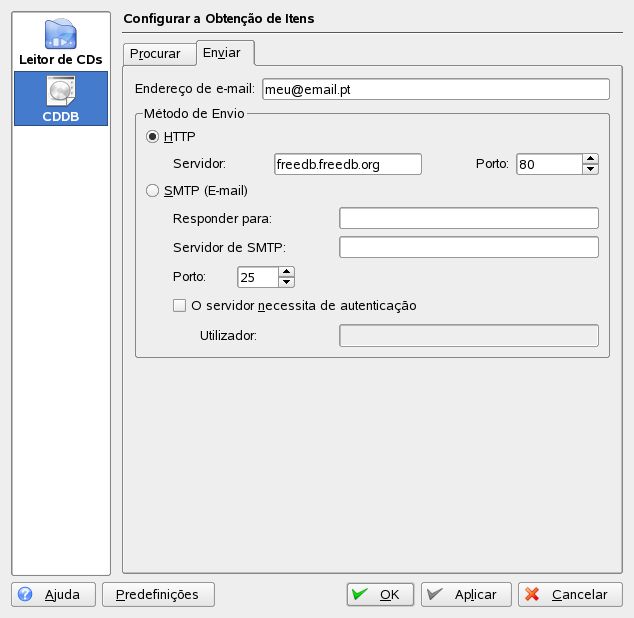 Configurar a Obtenção de Itens
Leitor de CDs
CDDB
Procurar
Enviar
Endereço de e-mail: meu@email.pt
Método de Envio
HTTP
Servidor: freedb.freedb.org Porto: 80
SMTP (E-mail)
Responder para:
Servidor de SMTP:
Porto: 25
O servidor necessita de autenticação
Utilizador:
Ajuda Predefinições OK Aplicar Cancelar